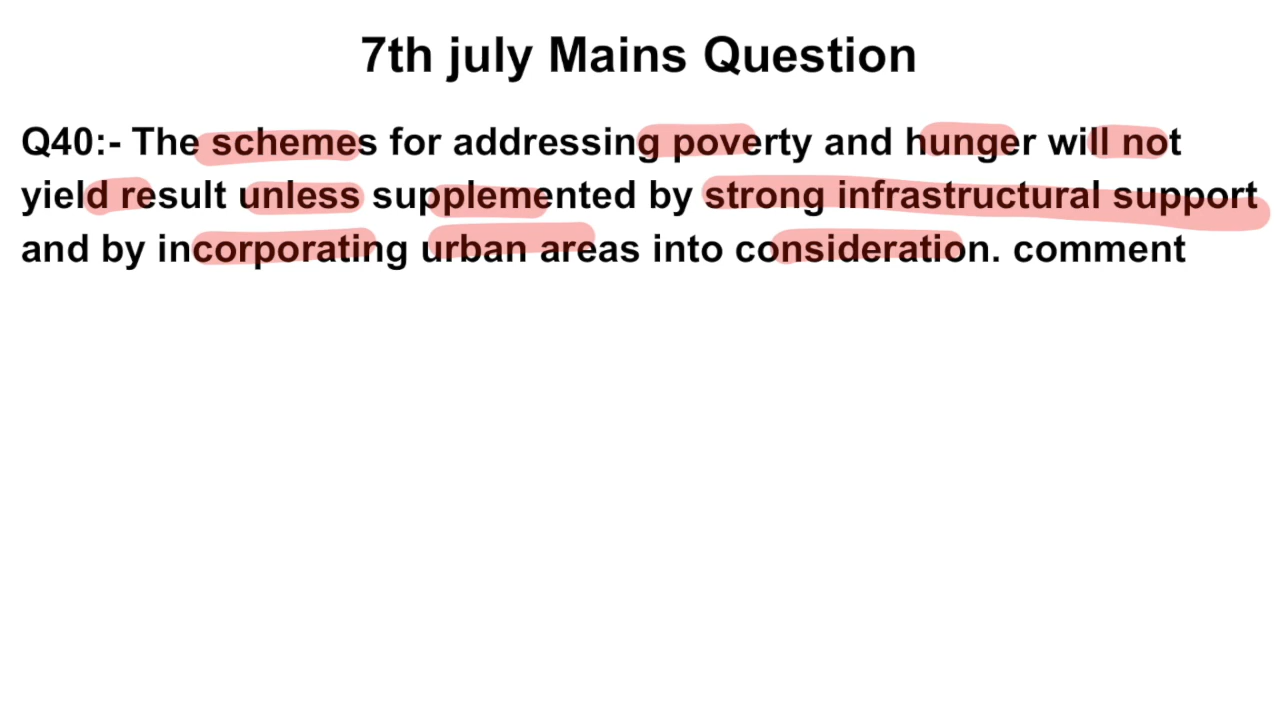 7th july Mains Question
Q40:- The schemes for addressing poverty and hunger will not
yield result unless supplemented by strong infrastructural support
and by incorporating urban areas into consideration. comment